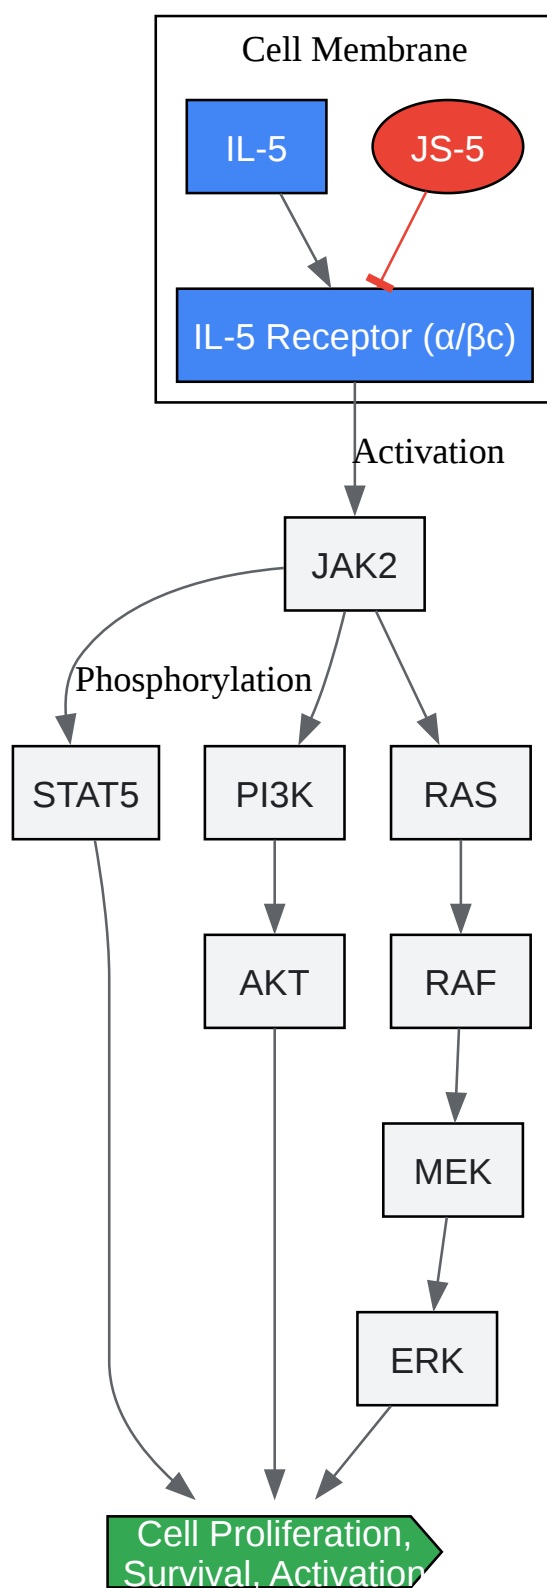 Cell Membrane
IL-5
JS-5
IL-5 Receptor (α/βc)
Activation
JAK2
Phosphorylation
STAT5
PI3K
RAS
AKT
RAF
MEK
ERK
Cell Proliferation,
Survival, Activation